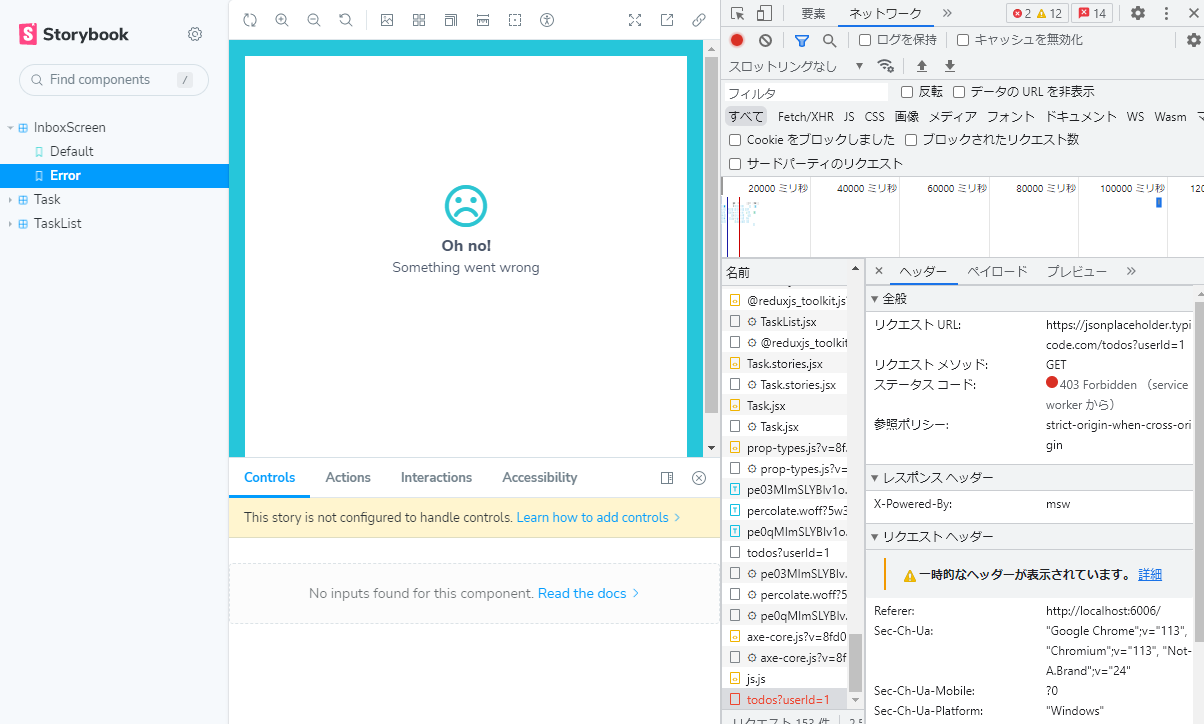 Storybook
Find components
/
InboxScreen
Default
Error
Task
TaskList
Oh no!
Something went wrong
Controls
Actions
Interactions
Accessibility
This story is not configured to handle controls. Learn how to add controls
No inputs found for this component. Read the docs
要素
ネットワーク
2
12
14
ログを保持
キャッシュを無効化
スロットリングなし
フィルタ
反転
データの URL を非表示
すべて
Fetch/XHR
JS
CSS
画像
メディア
フォント
ドキュメント
WS
Wasm
Cookie をブロックしました
ブロックされたリクエスト数
サードパーティのリクエスト
20000 ミリ秒
40000 ミリ秒
60000 ミリ秒
80000 ミリ秒
100000 ミリ秒
120
名前
@reduxjs_toolkit.js?
TaskList.jsx
@reduxjs_toolkit
Task.stories.jsx
Task.stories.jsx
Task.jsx
Task.jsx
prop-types.js?v=8f.
prop-types.js?v=
pe03MImSLYBIv1o.
percolate.woff?5w3
pe0qMImSLYBIv1o.
todos?userId=1
pe03MImSLYBIv.
percolate.woff?5
pe0qMImSLYBIv.
axe-core.js?v=8fd0
axe-core.js?v=8f
js.js
todos?userId=1
リクエスト 153 件
ヘッダー
ペイロード
プレビュー
全般
リクエスト URL:
https://jsonplaceholder.typi
code.com/todos?userId=1
リクエスト メソッド:
GET
ステータス コード:
403 Forbidden （service
worker から）
参照ポリシー:
strict-origin-when-cross-ori
gin
レスポンス ヘッダー
X-Powered-By:
msw
リクエスト ヘッダー
一時的なヘッダーが表示されています。 詳細
Referer:
http://localhost:6006/
Sec-Ch-Ua:
"Google Chrome";v="113",
"Chromium";v="113", "Not-
A.Brand";v="24"
Sec-Ch-Ua-Mobile:
?0
Sec-Ch-Ua-Platform:
"Windows"